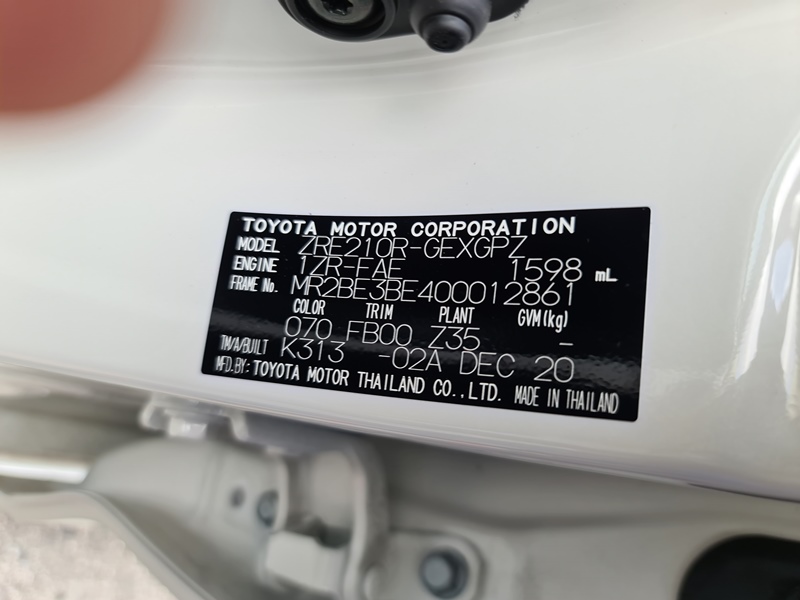 TOYOTA MOTOR CORPORATION
MODEL ZRE210R-GEXGPZ
ENGINE 1ZR-FAE 1598 mL
FRAME No. MR2BE3BE400012861
COLOR TRIM PLANT GVM(kg)
070 FB00 Z35 –
TM/A/BUILT K313 -02A DEC 20
MFD.BY: TOYOTA MOTOR THAILAND CO.,LTD. MADE IN THAILAND